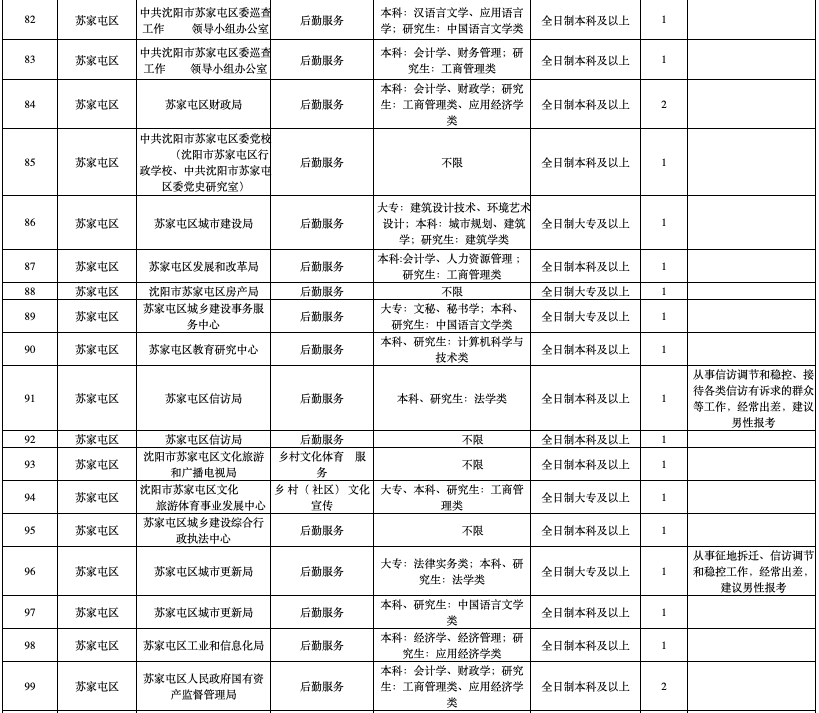 82 苏家屯区 中共沈阳市苏家屯区委巡查 后勤服务 本科：汉语言文学、应用语言 全日制本科及以上 1
工作 领导小组办公室 学；研究生：中国语言文学类
83 苏家屯区 中共沈阳市苏家屯区委巡查 后勤服务 本科：会计学、财务管理；研 全日制本科及以上 1
工作 领导小组办公室 究生：工商管理类
84 苏家屯区 苏家屯区财政局 后勤服务 本科：会计学、财政学；研究 全日制本科及以上 2
生：工商管理类、应用经济学
类
85 苏家屯区 中共沈阳市苏家屯区委党校 后勤服务 不限 全日制本科及以上 1
（沈阳市苏家屯区行
政学校、中共沈阳市苏家屯
区委党史研究室）
86 苏家屯区 苏家屯区城市建设局 后勤服务 大专：建筑设计技术、环境艺术 全日制大专及以上 1
设计；本科：城市规划、建筑
学；研究生：建筑学类
87 苏家屯区 苏家屯区发展和改革局 后勤服务 本科:会计学、人力资源管理； 全日制本科及以上 1
研究生：工商管理类
88 苏家屯区 沈阳市苏家屯区房产局 后勤服务 不限 全日制大专及以上 1
89 苏家屯区 苏家屯区城乡建设事务服 后勤服务 大专：文秘、秘书学；本科、 全日制大专及以上 1
务中心 研究生：中国语言文学类
90 苏家屯区 苏家屯区教育研究中心 后勤服务 本科、研究生：计算机科学与 全日制本科及以上 1
技术类
91 苏家屯区 苏家屯区信访局 后勤服务 本科、研究生：法学类 全日制本科及以上 1 从事信访调节和稳控、接
待各类信访有诉求的群众
等工作，经常出差，建议
男性报考
92 苏家屯区 苏家屯区信访局 后勤服务 不限 全日制本科及以上 1
93 苏家屯区 沈阳市苏家屯区文化旅游 乡村文化体育 服 不限 全日制本科及以上 1
和广播电视局 务
94 苏家屯区 沈阳市苏家屯区文化 乡村（社区）文化 大专、本科、研究生：工商管 全日制大专及以上 1
旅游体育事业发展中心 宣传 理类
95 苏家屯区 苏家屯区城乡建设综合行 后勤服务 不限 全日制本科及以上 1
政执法中心
96 苏家屯区 苏家屯区城市更新局 后勤服务 大专：法律实务类；本科、研 全日制大专及以上 1 从事征地拆迁、信访调节
究生：法学类 和稳控工作，经常出差，
建议男性报考
97 苏家屯区 苏家屯区城市更新局 后勤服务 本科、研究生：中国语言文学 全日制本科及以上 1
类
98 苏家屯区 苏家屯区工业和信息化局 后勤服务 本科：经济学、经济管理；研 全日制本科及以上 1
究生：应用经济学类
99 苏家屯区 苏家屯区人民政府国有资 后勤服务 本科：会计学、财政学；研究 全日制本科及以上 2
产监督管理局 生：工商管理类、应用经济学
类